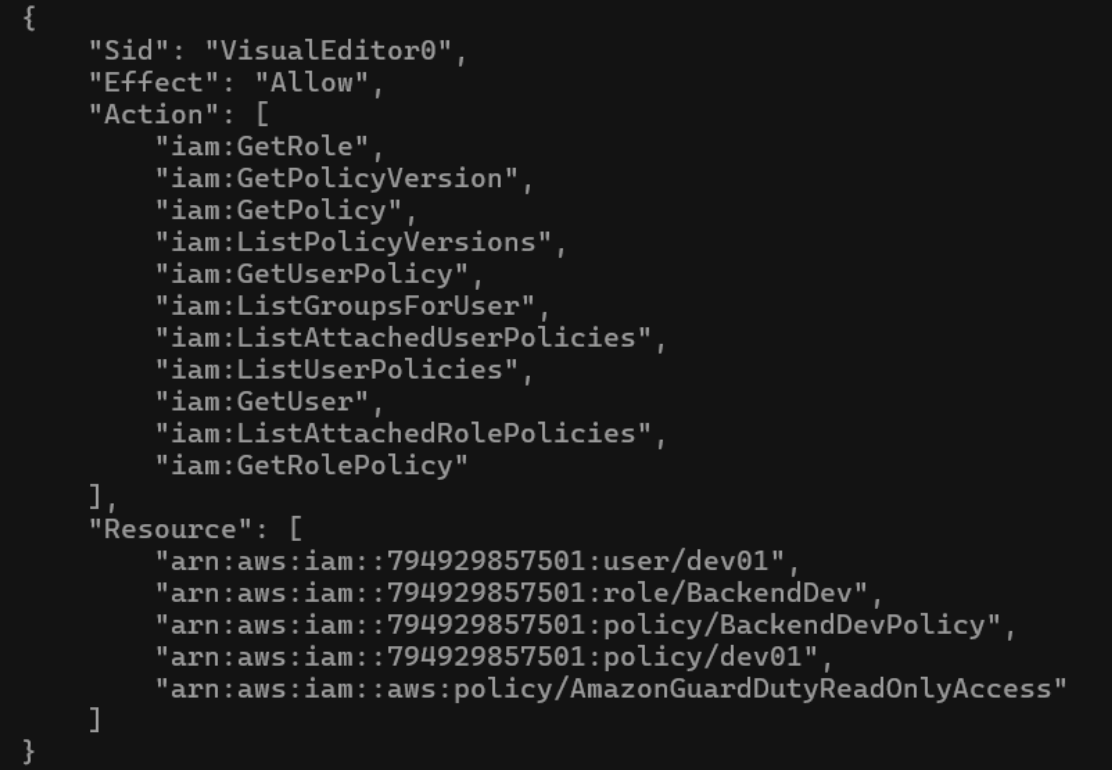 {
    "Sid": "VisualEditor0",
    "Effect": "Allow",
    "Action": [
        "iam:GetRole",
        "iam:GetPolicyVersion",
        "iam:GetPolicy",
        "iam:ListPolicyVersions",
        "iam:GetUserPolicy",
        "iam:ListGroupsForUser",
        "iam:ListAttachedUserPolicies",
        "iam:ListUserPolicies",
        "iam:GetUser",
        "iam:ListAttachedRolePolicies",
        "iam:GetRolePolicy"
    ],
    "Resource": [
        "arn:aws:iam::794929857501:user/dev01",
        "arn:aws:iam::794929857501:role/BackendDev",
        "arn:aws:iam::794929857501:policy/BackendDevPolicy",
        "arn:aws:iam::794929857501:policy/dev01",
        "arn:aws:iam::aws:policy/AmazonGuardDutyReadOnlyAccess"
    ]
}